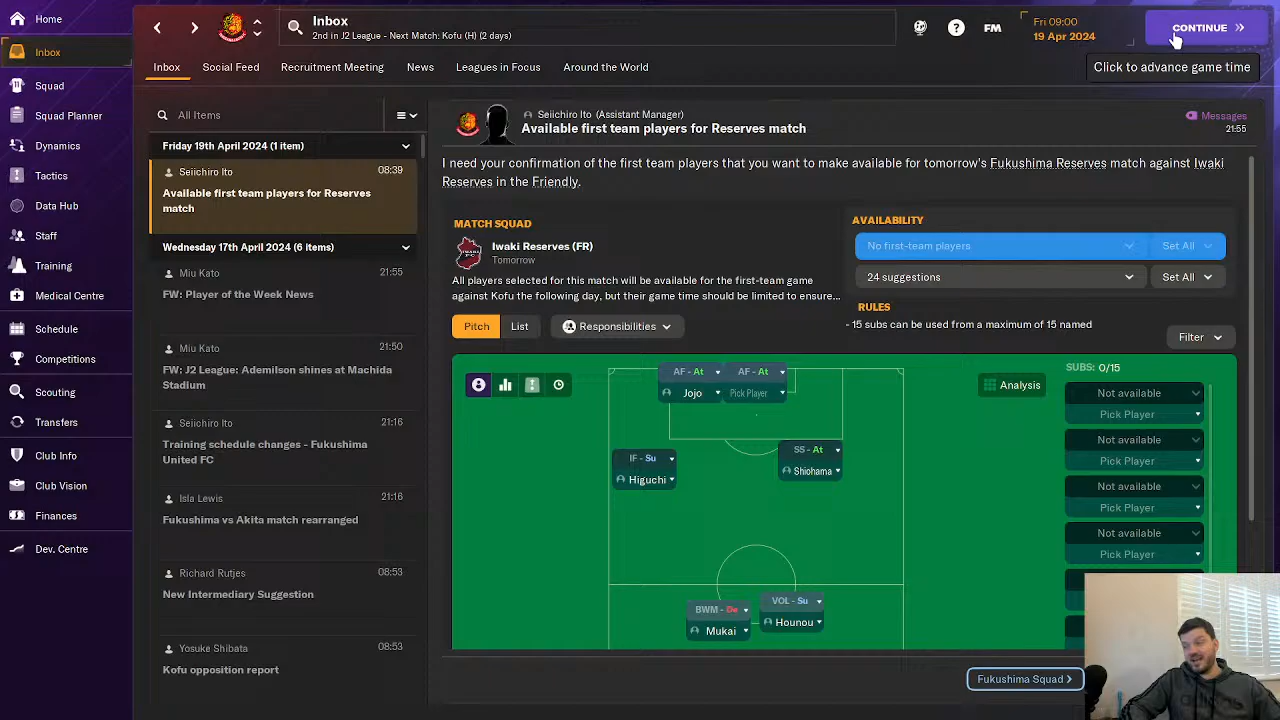 Home
Inbox
Squad
Squad Planner
Dynamics
Tactics
Data Hub
Staff
Training
Medical Centre
Schedule
Competitions
Scouting
Transfers
Club Info
Club Vision
Finances
Dev. Centre
Inbox
2nd in J2 League - Next Match: Kofu (H) (2 days)
FM
Fri 09:00
19 Apr 2024
CONTINUE
Click to advance game time
Inbox
Social Feed
Recruitment Meeting
News
Leagues in Focus
Around the World
All Items
Friday 19th April 2024 (1 item)
Seiichiro Ito 08:39
Available first team players for Reserves
match
Wednesday 17th April 2024 (6 items)
Miu Kato 21:55
FW: Player of the Week News
Miu Kato 21:50
FW: J2 League: Ademilson shines at Machida
Stadium
Seiichiro Ito 21:16
Training schedule changes - Fukushima
United FC
Isla Lewis 21:16
Fukushima vs Akita match rearranged
Richard Rutjes 08:53
New Intermediary Suggestion
Yosuke Shibata 08:53
Kofu opposition report
Seiichiro Ito (Assistant Manager)
Available first team players for Reserves match
Messages
21:55
I need your confirmation of the first team players that you want to make available for tomorrow's Fukushima Reserves match against Iwaki
Reserves in the Friendly.
MATCH SQUAD
Iwaki Reserves (FR)
Tomorrow
All players selected for this match will be available for the first-team game
against Kofu the following day, but their game time should be limited to ensure...
Pitch
List
Responsibilities
AVAILABILITY
No first-team players
Set All
24 suggestions
Set All
RULES
- 15 subs can be used from a maximum of 15 named
Filter
AF - At
Jojo
AF - At
Pick Player
IF - Su
Higuchi
SS - At
Shiohama
BWM - De
Mukai
VOL - Su
Hounou
Analysis
SUBS: 0/15
Not available
Pick Player
Not available
Pick Player
Not available
Pick Player
Not available
Pick Player
Fukushima Squad